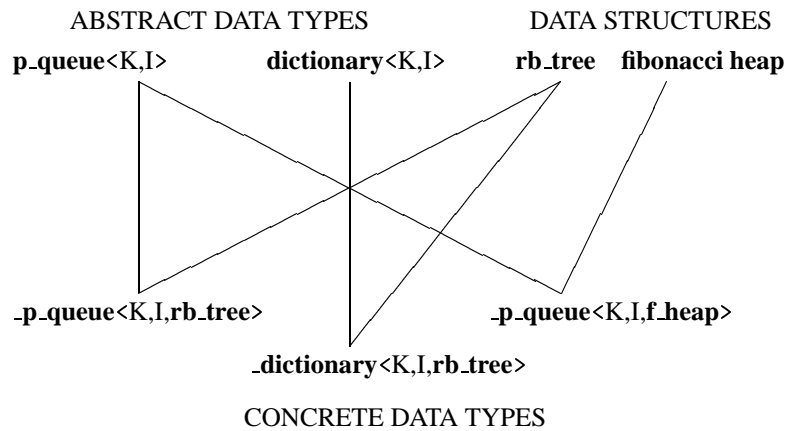 ABSTRACT DATA TYPES DATA STRUCTURES
p_queue<K,I> dictionary<K,I> rb_tree fibonacci heap
_p_queue<K,I,rb_tree> _p_queue<K,I,f_heap>
_dictionary<K,I,rb_tree>
CONCRETE DATA TYPES